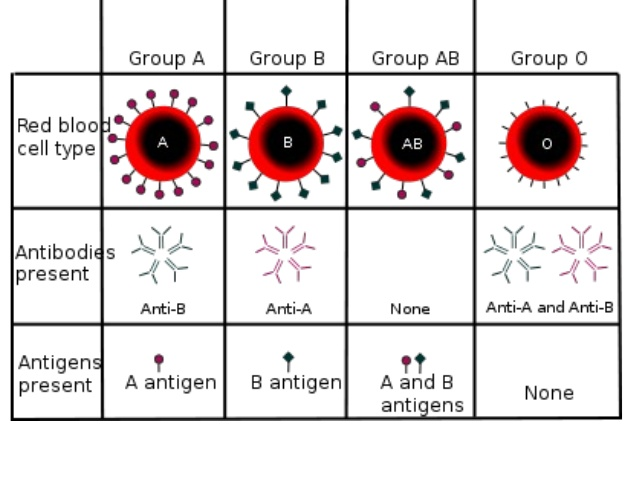 Group A
Group B
Group AB
Group O
Red blood
cell type
A
B
AB
O
Antibodies
present
Anti-B
Anti-A
None
Anti-A and Anti-B
Antigens
present
A antigen
B antigen
A and B
antigens
None